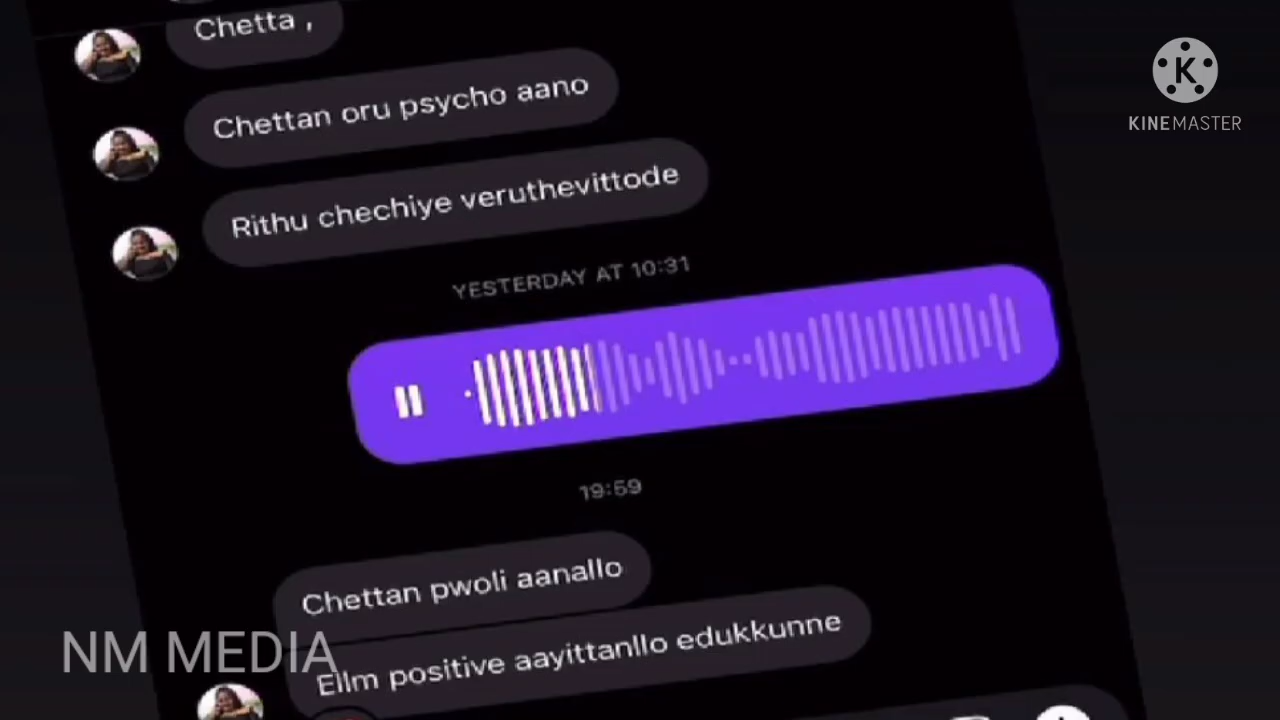 Chetta ,
KINEMASTER
Chettan oru psycho aano
Rithu chechiye veruthevittode
YESTERDAY AT 10:31
19:59
Chettan pwoli aanallo
Ellm positive aayittanllo edukkunne
NM MEDIA